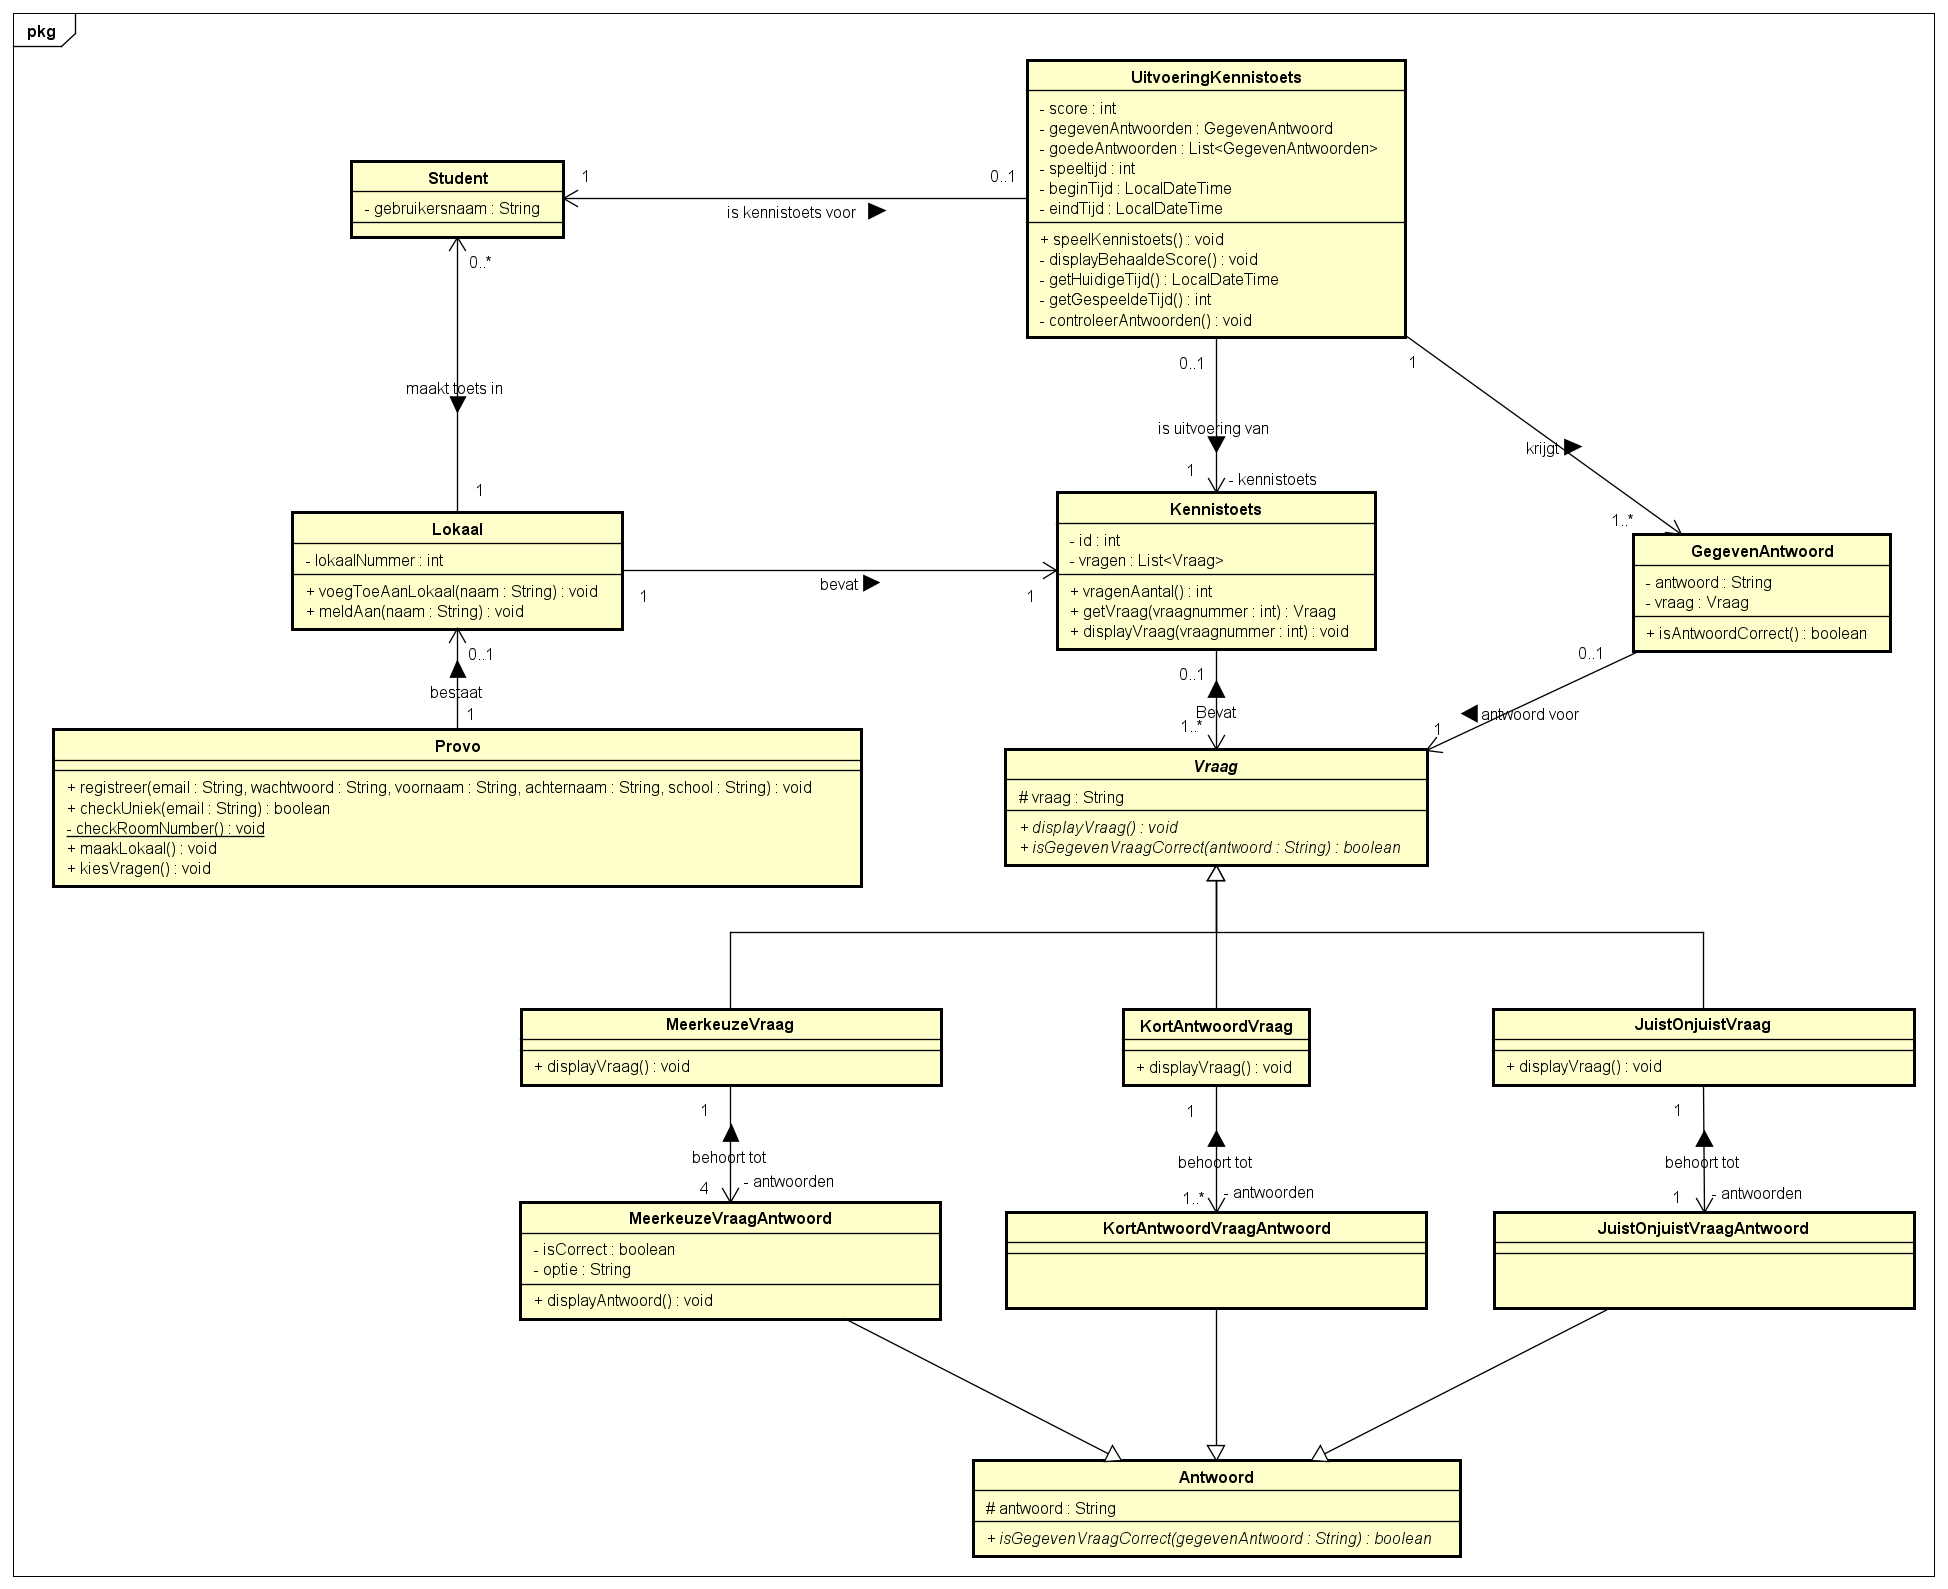 pkg
UitvoeringKennistoets
- score : int
- gegevenAntwoorden : GegevenAntwoord
- goedeAntwoorden : List<GegevenAntwoorden>
- speeltijd : int
- beginTijd : LocalDateTime
- eindTijd : LocalDateTime
+ speelKennistoets() : void
- displayBehaaldeScore() : void
- getHuidigeTijd() : LocalDateTime
- getGespeeldeTijd() : int
- controleerAntwoorden() : void
Student
- gebruikersnaam : String
1
0..1
is kennistoets voor
0..*
maakt toets in
1
0..1
is uitvoering van
1
- kennistoets
1
krijgt
1..*
Lokaal
- lokaalNummer : int
+ voegToeAanLokaal(naam : String) : void
+ meldAan(naam : String) : void
bevat
1
1
Kennistoets
- id : int
- vragen : List<Vraag>
+ vragenAantal() : int
+ getVraag(vraagnummer : int) : Vraag
+ displayVraag(vraagnummer : int) : void
GegevenAntwoord
- antwoord : String
- vraag : Vraag
+ isAntwoordCorrect() : boolean
0..1
bestaat
1
0..1
Bevat
1..*
0..1
antwoord voor
1
Provo
+ registreer(email : String, wachtwoord : String, voornaam : String, achternaam : String, school : String) : void
+ checkUniek(email : String) : boolean
- checkRoomNumber() : void
+ maakLokaal() : void
+ kiesVragen() : void
Vraag
# vraag : String
+ displayVraag() : void
+ isGegevenVraagCorrect(antwoord : String) : boolean
MeerkeuzeVraag
+ displayVraag() : void
KortAntwoordVraag
+ displayVraag() : void
JuistOnjuistVraag
+ displayVraag() : void
1
behoort tot
4
- antwoorden
1
behoort tot
1..*
- antwoorden
1
behoort tot
1
- antwoorden
MeerkeuzeVraagAntwoord
- isCorrect : boolean
- optie : String
+ displayAntwoord() : void
KortAntwoordVraagAntwoord
JuistOnjuistVraagAntwoord
Antwoord
# antwoord : String
+ isGegevenVraagCorrect(gegevenAntwoord : String) : boolean